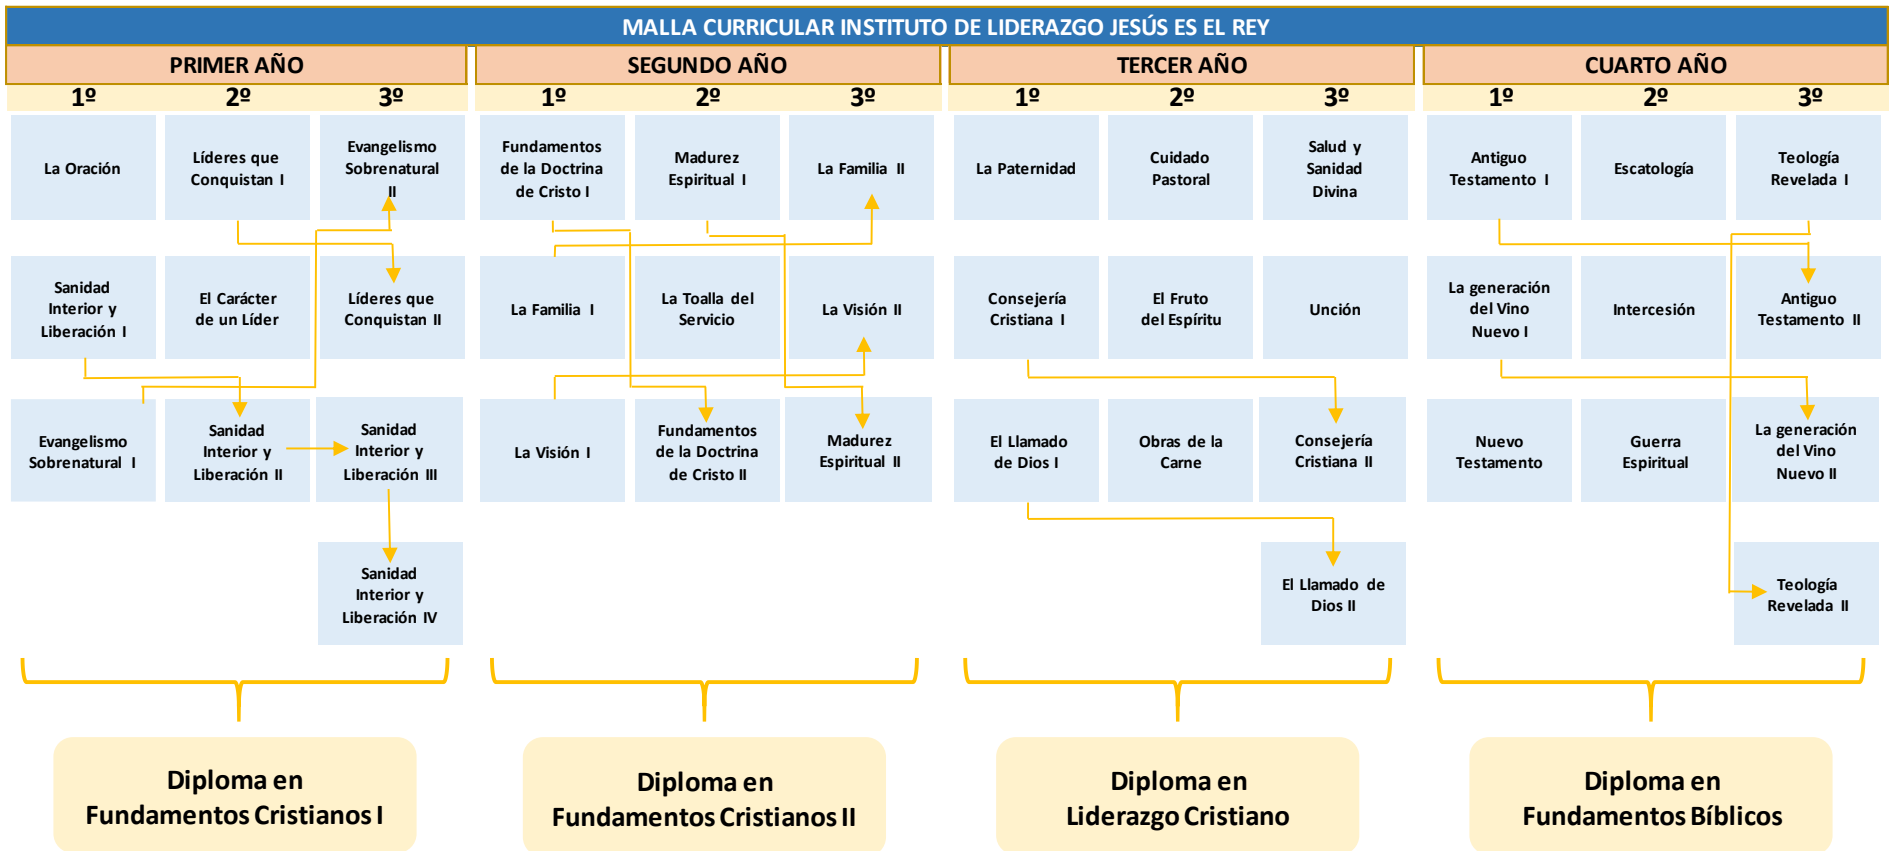 MALLA CURRICULAR INSTITUTO DE LIDERAZGO JESÚS ES EL REY
PRIMER AÑO
SEGUNDO AÑO
TERCER AÑO
CUARTO AÑO
1º
2º
3º
1º
2º
3º
1º
2º
3º
1º
2º
3º
La Oración
Líderes que
Conquistan I
Evangelismo
Sobrenatural
II
Fundamentos
de la Doctrina
de Cristo I
Madurez
Espiritual I
La Familia II
La Paternidad
Cuidado
Pastoral
Salud y
Sanidad
Divina
Antiguo
Testamento I
Escatología
Teología
Revelada I
Sanidad
Interior y
Liberación I
El Carácter
de un Líder
Líderes que
Conquistan II
La Familia I
La Toalla del
Servicio
La Visión II
Consejería
Cristiana I
El Fruto
del Espíritu
Unción
La generación
del Vino
Nuevo I
Intercesión
Antiguo
Testamento II
Evangelismo
Sobrenatural I
Sanidad
Interior y
Liberación II
Sanidad
Interior y
Liberación III
La Visión I
Fundamentos
de la Doctrina
de Cristo II
Madurez
Espiritual II
El Llamado
de Dios I
Obras de la
Carne
Consejería
Cristiana II
Nuevo
Testamento
Guerra
Espiritual
La generación
del Vino
Nuevo II
Sanidad
Interior y
Liberación IV
El Llamado de
Dios II
Teología
Revelada II
Diploma en
Fundamentos Cristianos I
Diploma en
Fundamentos Cristianos II
Diploma en
Liderazgo Cristiano
Diploma en
Fundamentos Bíblicos